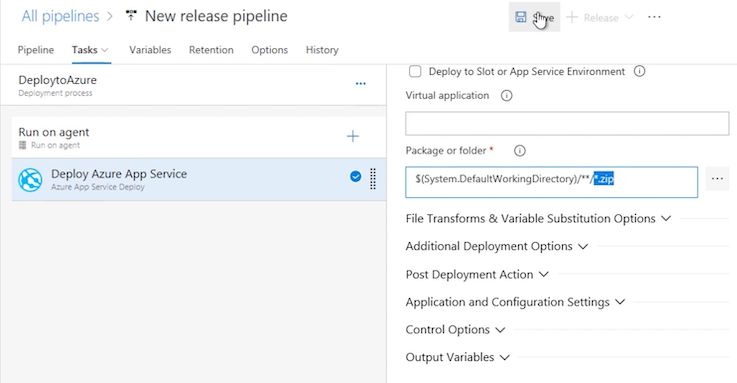 All pipelines > New release pipeline
Save + Release ...
Pipeline Tasks Variables Retention Options History
DeploytoAzure
Deployment process
...
Run on agent
Run on agent
+
Deploy Azure App Service
Azure App Service Deploy
Deploy to Slot or App Service Environment
Virtual application
Package or folder *
$(System.DefaultWorkingDirectory)/**/*.zip
...
File Transforms & Variable Substitution Options
Additional Deployment Options
Post Deployment Action
Application and Configuration Settings
Control Options
Output Variables